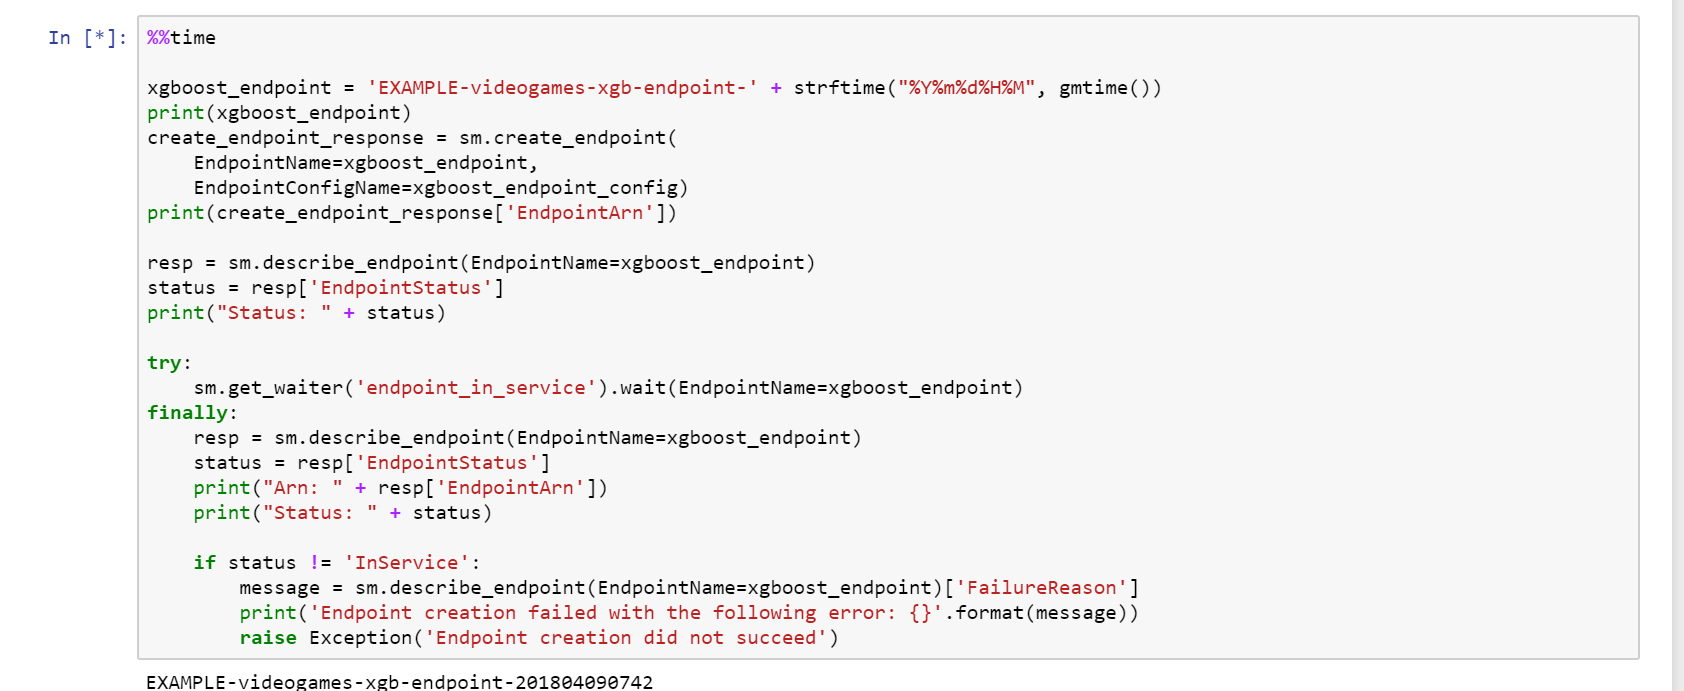 In [*]: %%time
xgboost_endpoint = 'EXAMPLE-videogames-xgb-endpoint-' + strftime("%Y%m%d%H%M", gmtime())
print(xgboost_endpoint)
create_endpoint_response = sm.create_endpoint(
    EndpointName=xgboost_endpoint,
    EndpointConfigName=xgboost_endpoint_config)
print(create_endpoint_response['EndpointArn'])
resp = sm.describe_endpoint(EndpointName=xgboost_endpoint)
status = resp['EndpointStatus']
print("Status: " + status)
try:
    sm.get_waiter('endpoint_in_service').wait(EndpointName=xgboost_endpoint)
finally:
    resp = sm.describe_endpoint(EndpointName=xgboost_endpoint)
    status = resp['EndpointStatus']
    print("Arn: " + resp['EndpointArn'])
    print("Status: " + status)
    if status != 'InService':
        message = sm.describe_endpoint(EndpointName=xgboost_endpoint)['FailureReason']
        print('Endpoint creation failed with the following error: {}'.format(message))
        raise Exception('Endpoint creation did not succeed')
EXAMPLE-videogames-xgb-endpoint-201804090742